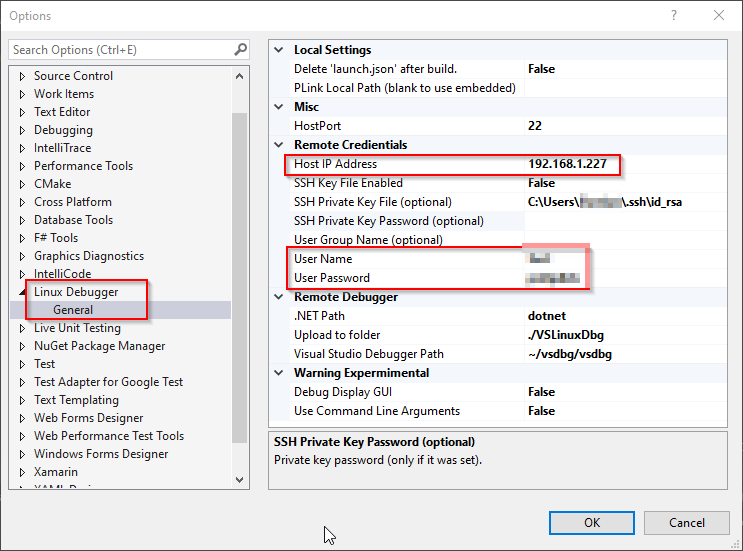 Options
Search Options (Ctrl+E)
Source Control
Work Items
Text Editor
Debugging
IntelliTrace
Performance Tools
CMake
Cross Platform
Database Tools
F# Tools
Graphics Diagnostics
IntelliCode
Linux Debugger
General
Live Unit Testing
NuGet Package Manager
Test
Test Adapter for Google Test
Text Templating
Web Forms Designer
Web Performance Test Tools
Windows Forms Designer
Xamarin
Local Settings
Delete 'launch.json' after build. False
PLink Local Path (blank to use embedded)
Misc
HostPort 22
Remote Credentials
Host IP Address 192.168.1.227
SSH Key File Enabled False
SSH Private Key File (optional) C:\Users\ \.ssh\id_rsa
SSH Private Key Password (optional)
User Group Name (optional)
User Name
User Password
Remote Debugger
.NET Path dotnet
Upload to folder ./VSLinuxDbg
Visual Studio Debugger Path ~/vsdbg/vsdbg
Warning Expermimental
Debug Display GUI False
Use Command Line Arguments False
SSH Private Key Password (optional)
Private key password (only if it was set).
OK Cancel